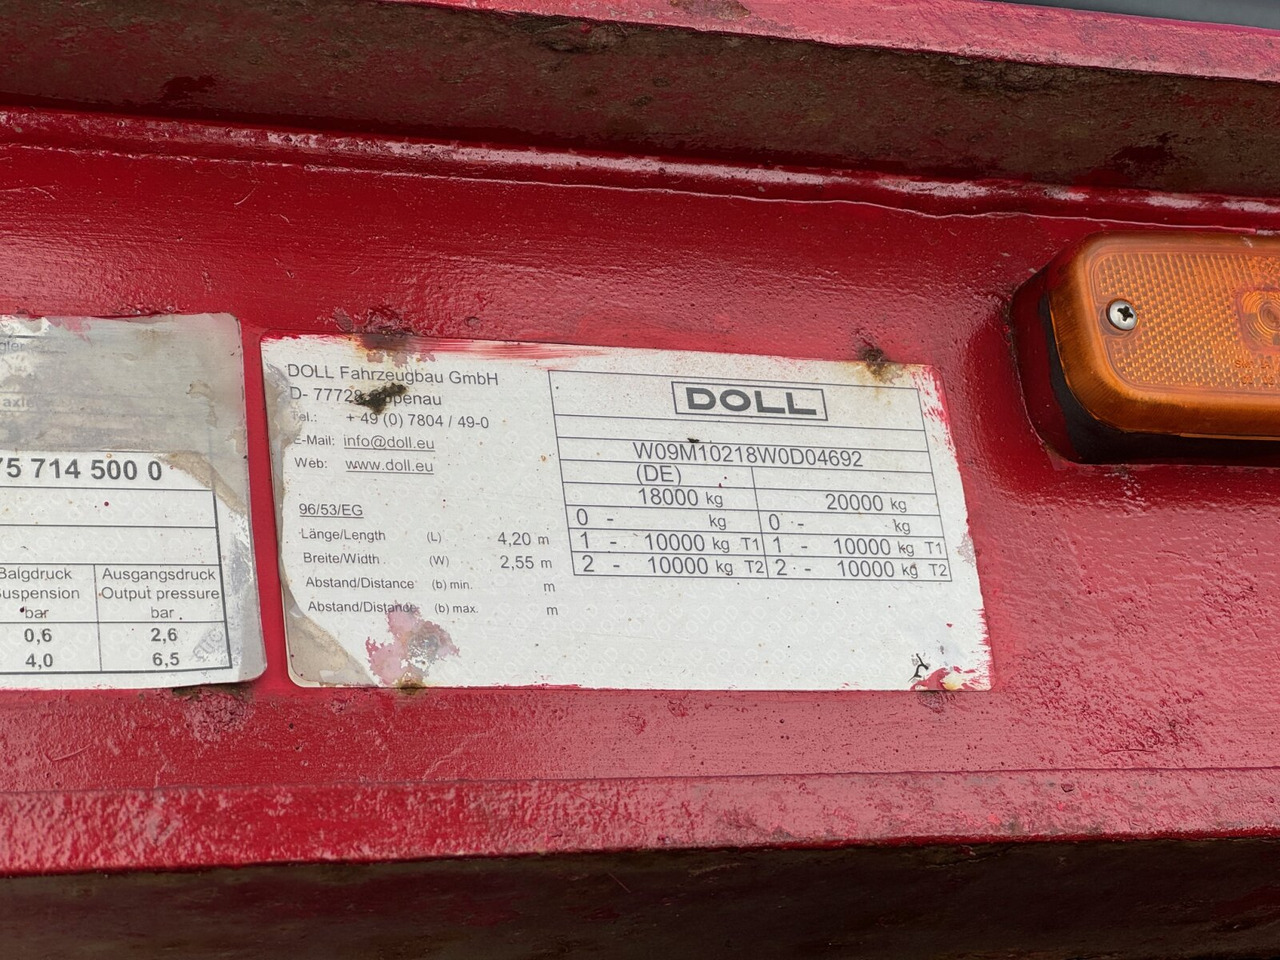 axle
75 714 500 0
Balgdruck Ausgangsdruck
Suspension Output pressure
bar bar
0,6 2,6
4,0 6,5
DOLL Fahrzeugbau GmbH
D- 77728 Oppenau
Tel.: + 49 (0) 7804 / 49-0
E-Mail: info@doll.eu
Web: www.doll.eu
96/53/EG
Länge/Length (L) 4,20 m
Breite/Width (W) 2,55 m
Abstand/Distance (b) min. m
Abstand/Distance (b) max. m
DOLL
W09M10218W0D04692
(DE)
18000 kg 20000 kg
0 - kg 0 - kg
1 - 10000 kg T1 1 - 10000 kg T1
2 - 10000 kg T2 2 - 10000 kg T2